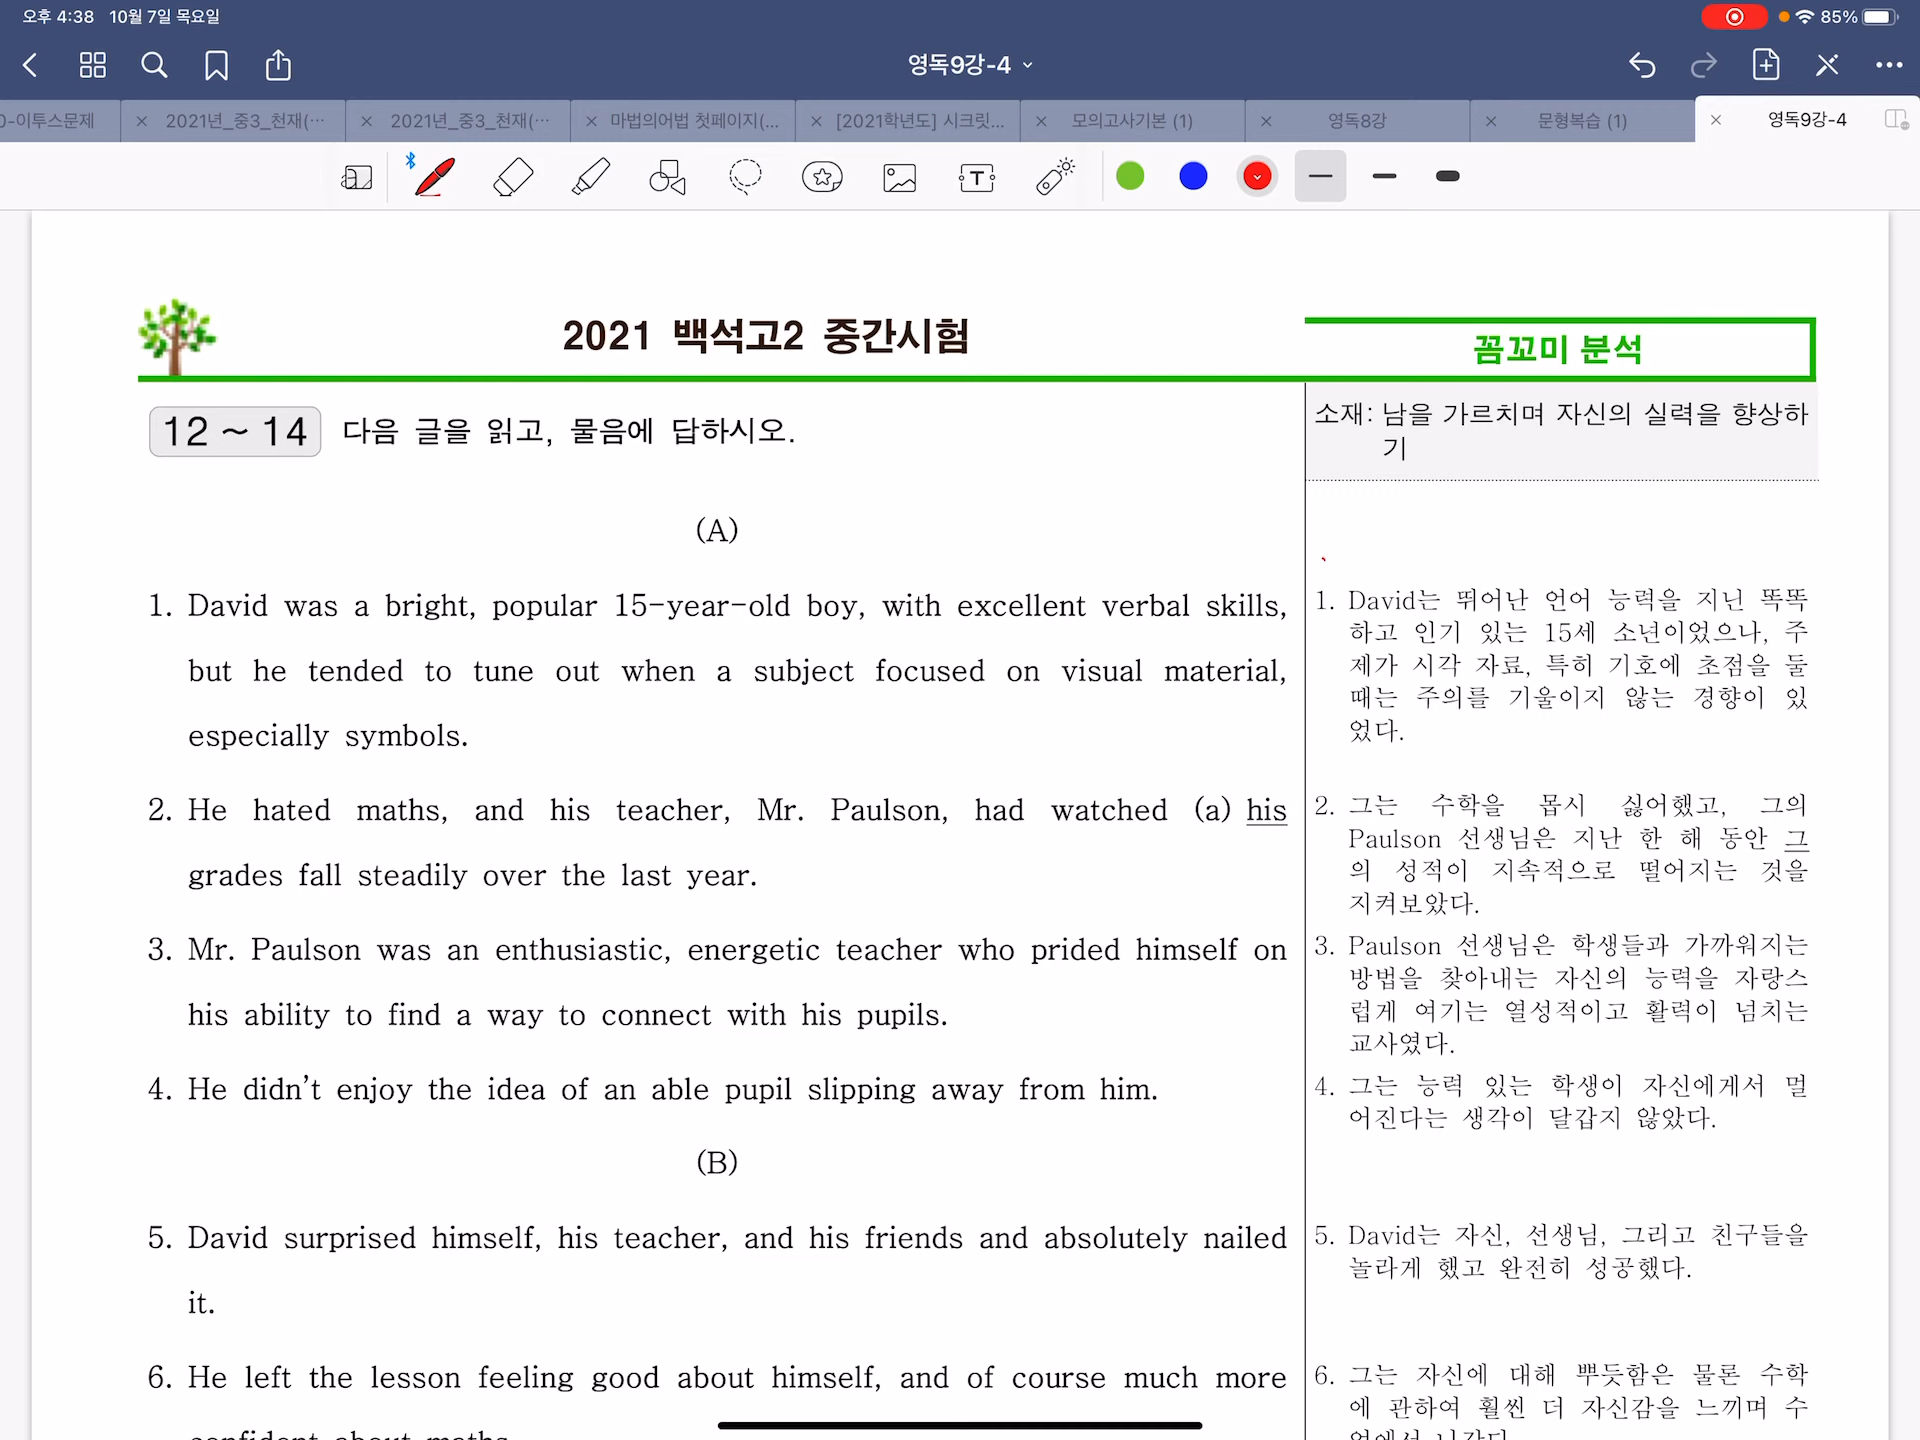 오후 4:38 10월 7일 목요일
85%
영독9강-4
0-이투스문제
2021년_중3_천재(…
2021년_중3_천재(…
마법의어법 첫페이지(...
[2021학년도] 시크릿...
모의고사기본 (1)
영독8강
문형복습 (1)
영독9강-4
2021 백석고2 중간시험
꼼꼬미 분석
12 ~ 14 다음 글을 읽고, 물음에 답하시오.
소재: 남을 가르치며 자신의 실력을 향상하
기
(A)
1. David was a bright, popular 15-year-old boy, with excellent verbal skills,
but he tended to tune out when a subject focused on visual material,
especially symbols.
2. He hated maths, and his teacher, Mr. Paulson, had watched (a) his
grades fall steadily over the last year.
3. Mr. Paulson was an enthusiastic, energetic teacher who prided himself on
his ability to find a way to connect with his pupils.
4. He didn't enjoy the idea of an able pupil slipping away from him.
(B)
5. David surprised himself, his teacher, and his friends and absolutely nailed
it.
6. He left the lesson feeling good about himself, and of course much more
confident about maths.
1. David는 뛰어난 언어 능력을 지닌 똑똑
하고 인기 있는 15세 소년이었으나, 주
제가 시각 자료, 특히 기호에 초점을 둘
때는 주의를 기울이지 않는 경향이 있
었다.
2. 그는 수학을 몹시 싫어했고, 그의
Paulson 선생님은 지난 한 해 동안 그
의 성적이 지속적으로 떨어지는 것을
지켜보았다.
3. Paulson 선생님은 학생들과 가까워지는
방법을 찾아내는 자신의 능력을 자랑스
럽게 여기는 열성적이고 활력이 넘치는
교사였다.
4. 그는 능력 있는 학생이 자신에게서 멀
어진다는 생각이 달갑지 않았다.
5. David는 자신, 선생님, 그리고 친구들을
놀라게 했고 완전히 성공했다.
6. 그는 자신에 대해 뿌듯함은 물론 수학
에 관하여 훨씬 더 자신감을 느끼며 수
업에서 나갔다.